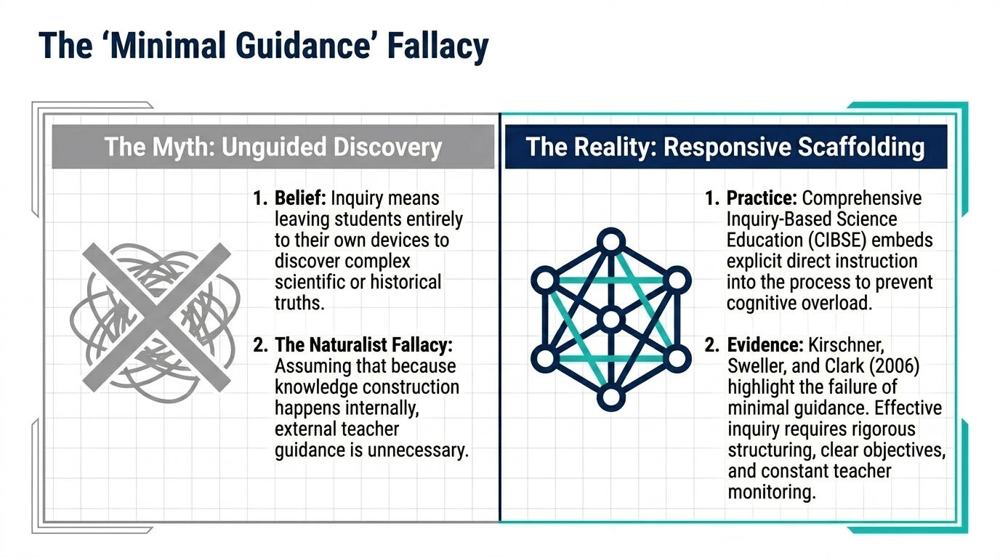 The ‘Minimal Guidance’ Fallacy
The Myth: Unguided Discovery
1. Belief: Inquiry means
leaving students entirely
to their own devices to
discover complex
scientific or historical
truths.
2. The Naturalist Fallacy:
Assuming that because
knowledge construction
happens internally,
external teacher
guidance is unnecessary.
The Reality: Responsive Scaffolding
1. Practice: Comprehensive
Inquiry-Based Science
Education (CIBSE) embeds
explicit direct instruction
into the process to prevent
cognitive overload.
2. Evidence: Kirschner,
Sweller, and Clark (2006)
highlight the failure of
minimal guidance. Effective
inquiry requires rigorous
structuring, clear objectives,
and constant teacher
monitoring.